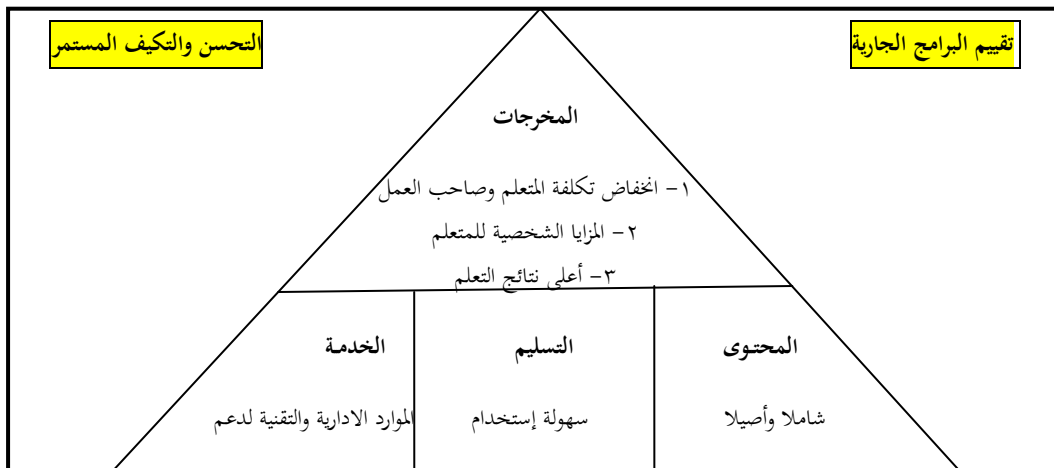 تقييم البرامج الجارية
التحسن والتكيف المستمر
المخرجات
١- انخفاض تكلفة المتعلم وصاحب العمل
٢- المزايا الشخصية للمتعلم
٣- أعلى نتائج التعلم
المحتوى
التسليم
الخدمة
شاملا وأصيلا
سهولة إستخدام
الموارد الادارية والتقنية لدعم